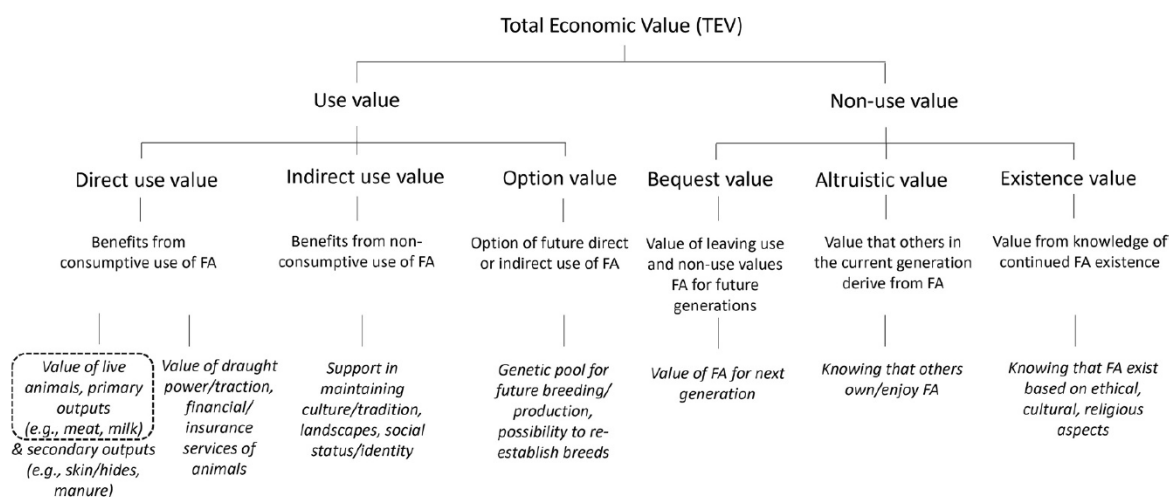 Total Economic Value (TEV)
Use value
Non-use value
Direct use value
Indirect use value
Option value
Bequest value
Altruistic value
Existence value
Benefits from
consumptive use of FA
Benefits from non-
consumptive use of FA
Option of future direct
or indirect use of FA
Value of leaving use
and non-use values
FA for future
generations
Value that others in
the current generation
derive from FA
Value from knowledge of
continued FA existence
Value of live
animals, primary
outputs
(e.g., meat, milk)
& secondary outputs
(e.g., skin/hides,
manure)
Value of draught
power/traction,
financial/
insurance
services of
animals
Support in
maintaining
culture/tradition,
landscapes, social
status/identity
Genetic pool for
future breeding/
production,
possibility to re-
establish breeds
Value of FA for next
generation
Knowing that others
own/enjoy FA
Knowing that FA exist
based on ethical,
cultural, religious
aspects